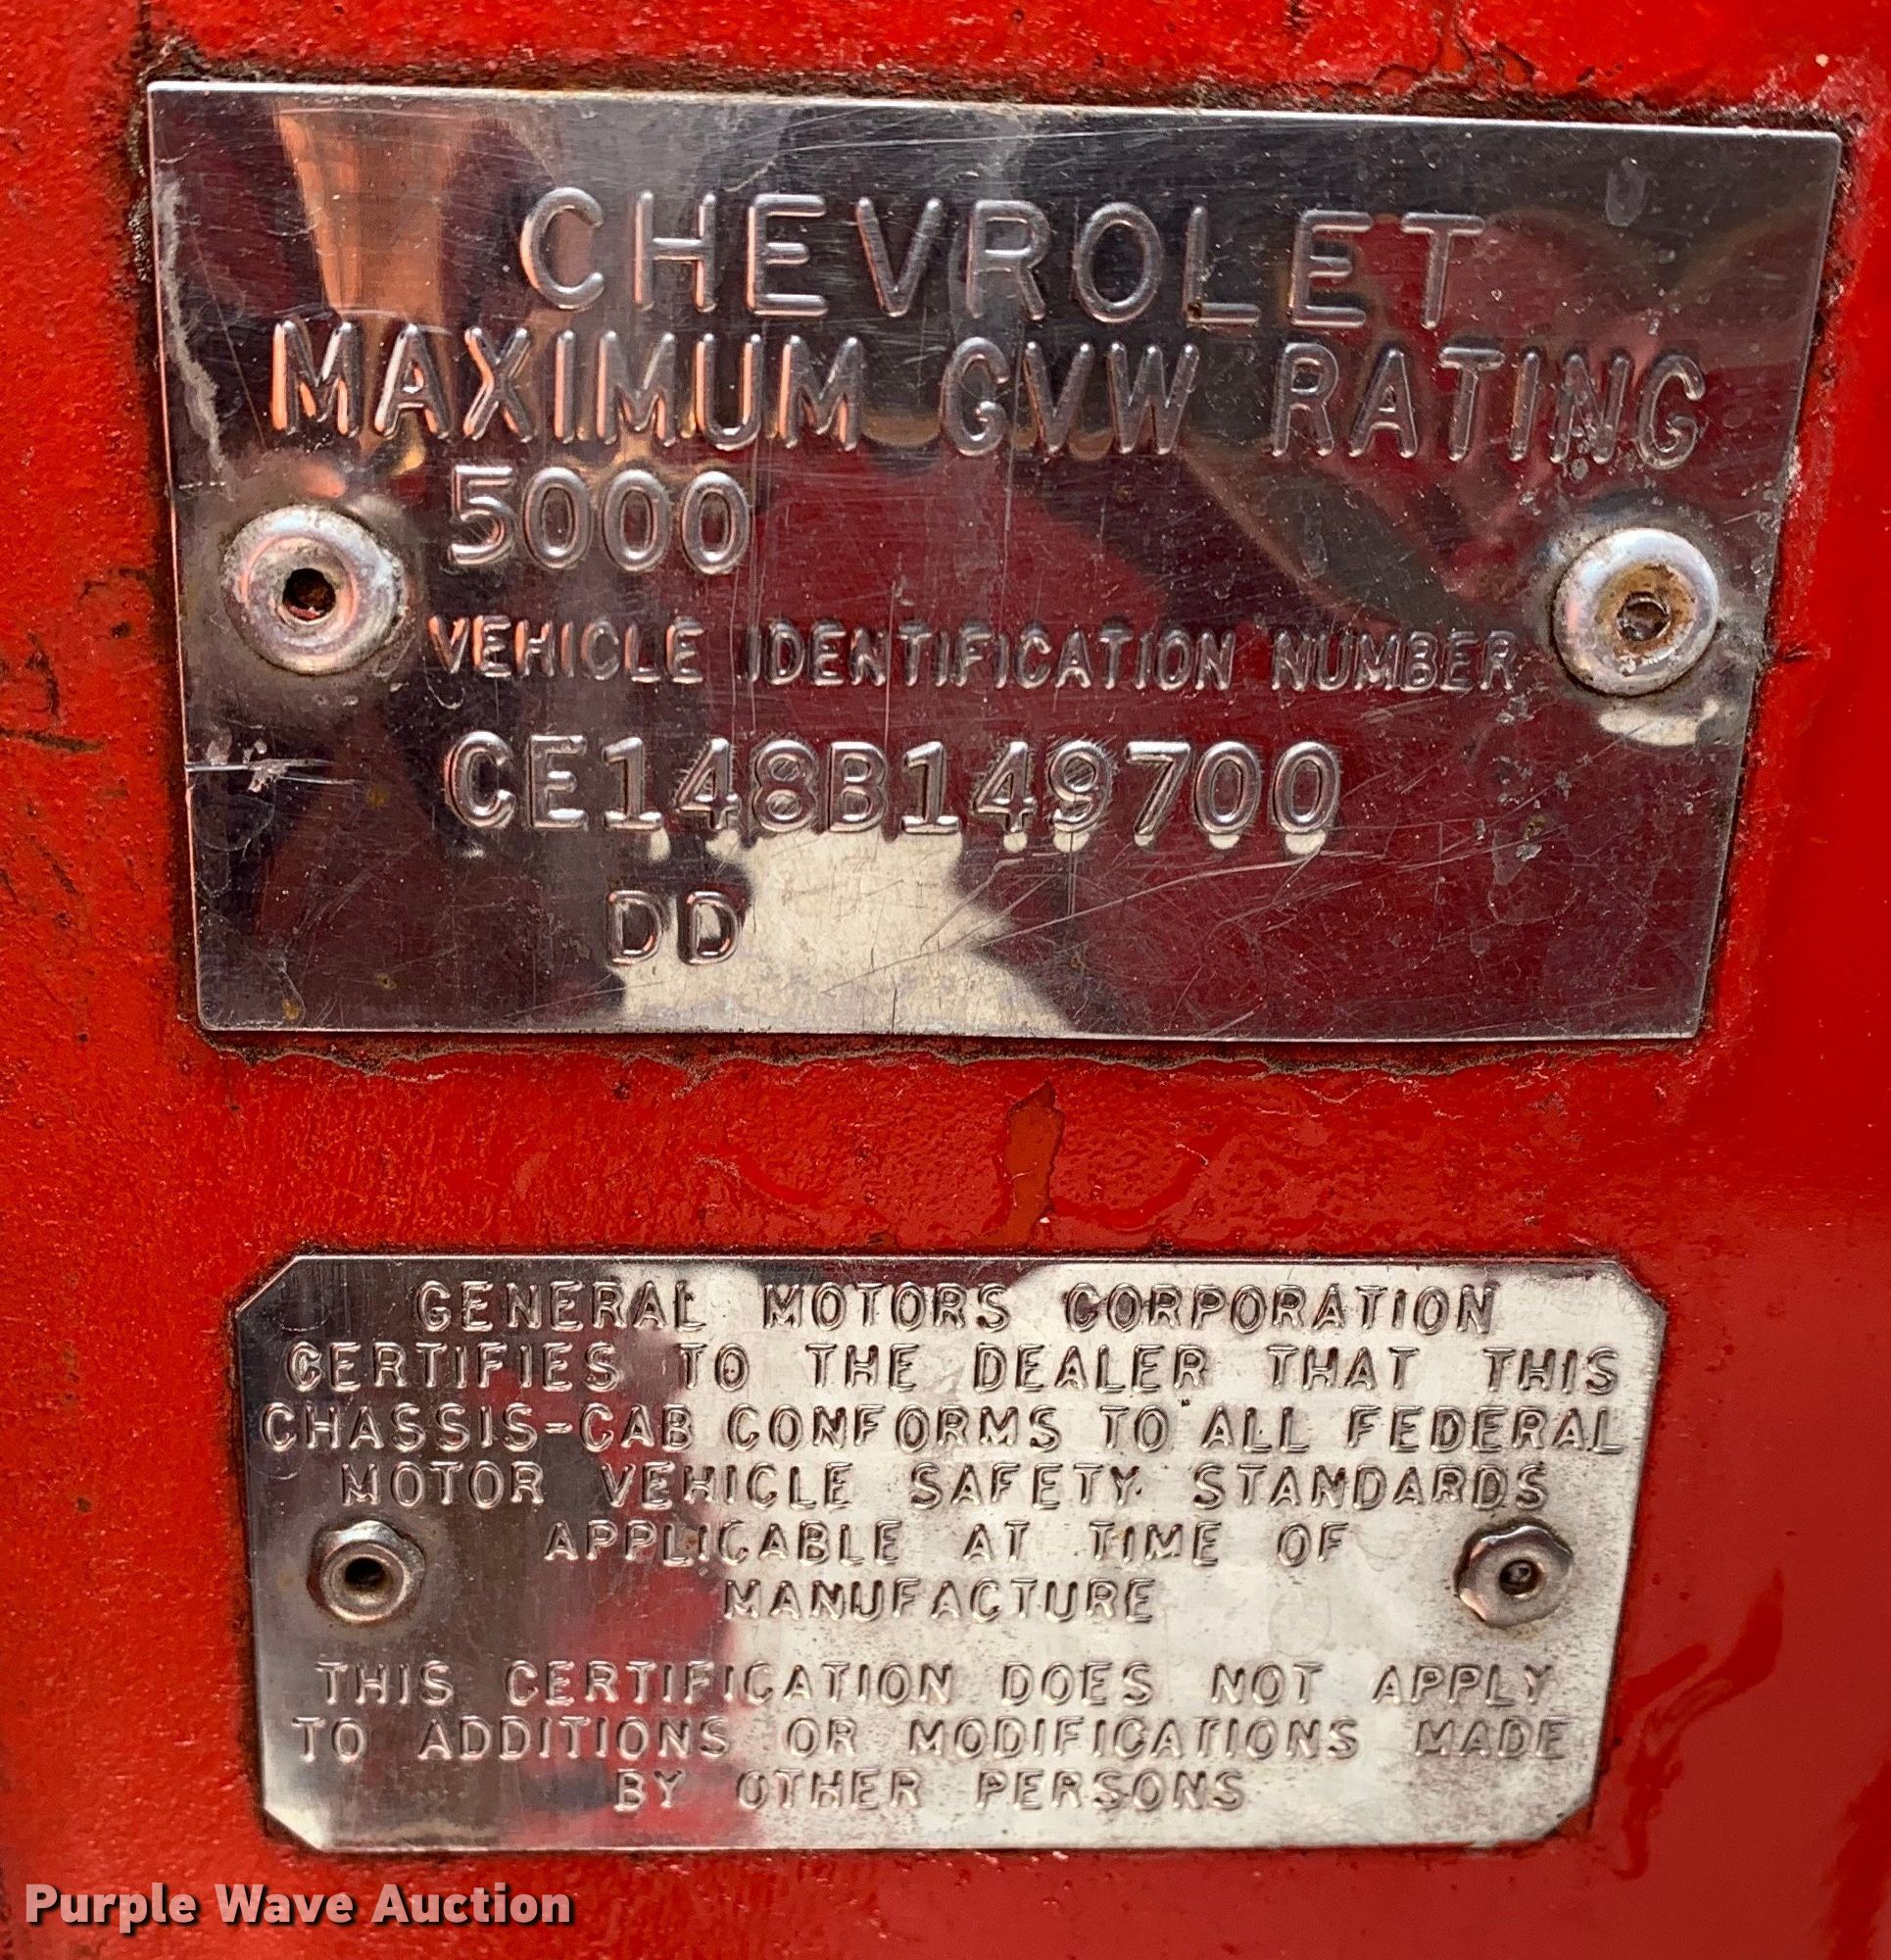 CHEVROLET
MAXIMUM GVW RATING
5000
VEHICLE IDENTIFICATION NUMBER
CE148B149700
DD
GENERAL MOTORS CORPORATION
CERTIFIES TO THE DEALER THAT THIS
CHASSIS-CAB CONFORMS TO ALL FEDERAL
MOTOR VEHICLE SAFETY STANDARDS
APPLICABLE AT TIME OF
MANUFACTURE
THIS CERTIFICATION DOES NOT APPLY
TO ADDITIONS OR MODIFICATIONS MADE
BY OTHER PERSONS
Purple Wave Auction